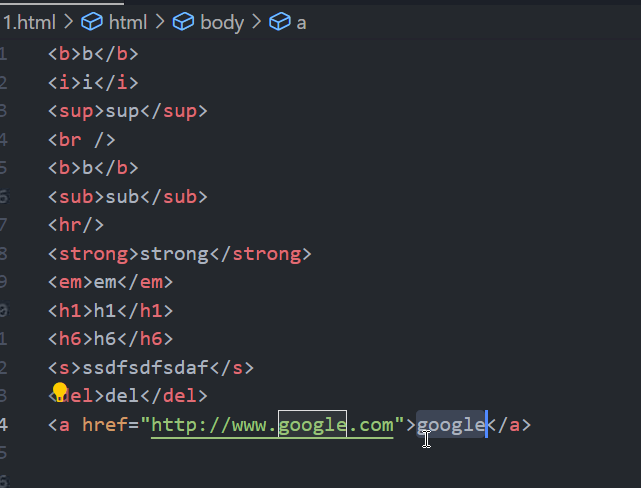 1.html > html > body > a
1 <b>b</b>
2 <i>i</i>
3 <sup>sup</sup>
4 <br />
5 <b>b</b>
6 <sub>sub</sub>
7 <hr/>
8 <strong>strong</strong>
9 <em>em</em>
0 <h1>h1</h1>
1 <h6>h6</h6>
2 <s>ssdfsdfsdaf</s>
3 <del>del</del>
4 <a href="http://www.google.com">google</a>
5
6